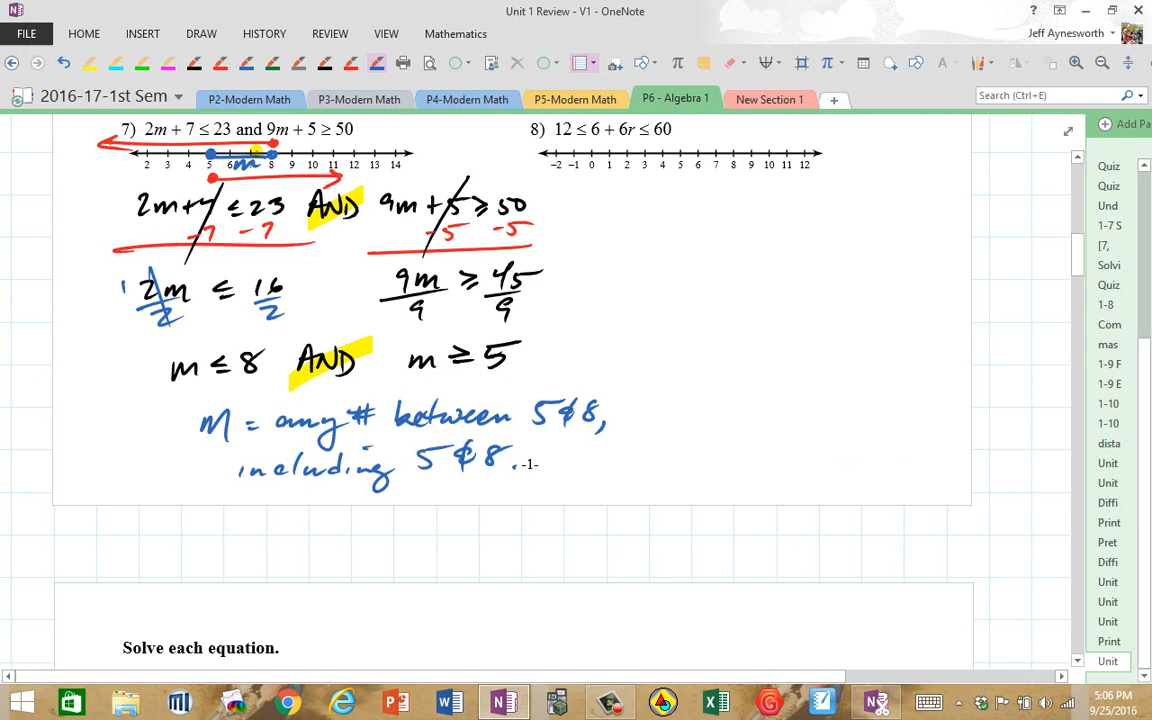 Unit 1 Review - V1 - OneNote
?
FILE HOME INSERT DRAW HISTORY REVIEW VIEW Mathematics
Jeff Aynesworth
2016-17-1st Sem
P2-Modern Math P3-Modern Math P4-Modern Math P5-Modern Math P6 - Algebra 1 New Section 1
Search (Ctrl+E)
7) 2m + 7 ≤ 23 and 9m + 5 ≥ 50
8) 12 ≤ 6 + 6r ≤ 60
2 3 4 5 6 7 8 9 10 11 12 13 14
-2 -1 0 1 2 3 4 5 6 7 8 9 10 11 12
m
2m+7 ≤ 23 AND 9m+5 ≥ 50
-7 -7 -5 -5
1 2m ≤ 16 9m ≥ 45
2 2 9 9
m ≤ 8 AND m ≥ 5
M = any # between 5 & 8,
including 5 & 8.
-1-
Solve each equation.
Add Pa
Quiz
Quiz
Und
1-7 S
[7,
Solvi
Quiz
1-8
Com
mas
1-9 F
1-9 E
1-10
1-10
dista
Unit
Unit
Diffi
Print
Pret
Diffi
Unit
Unit
Unit
Print
Unit
5:06 PM
9/25/2016